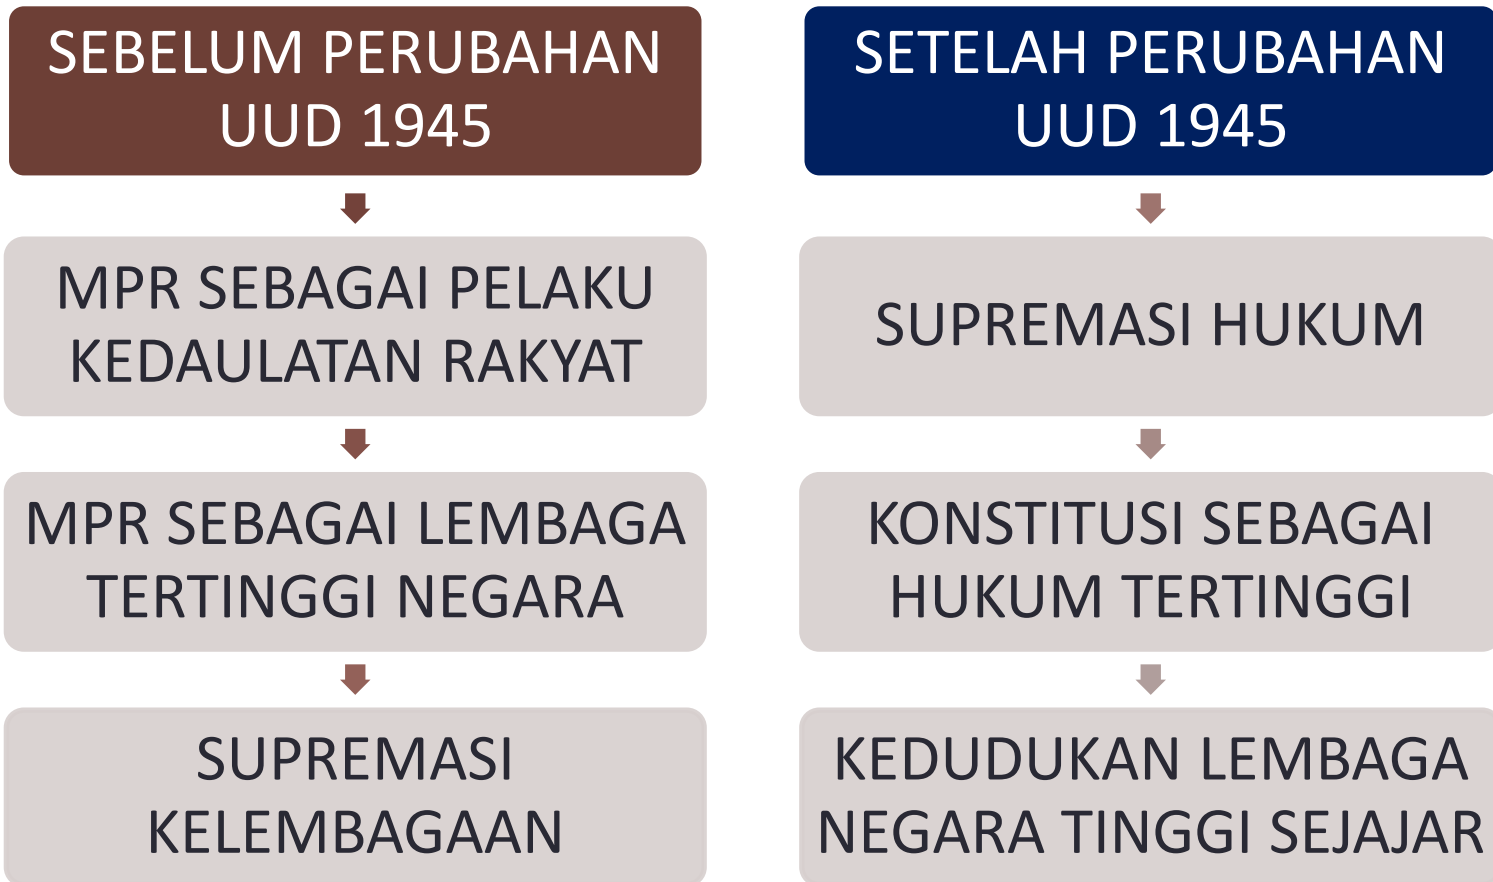 SEBELUM PERUBAHAN
UUD 1945
MPR SEBAGAI PELAKU
KEDAULATAN RAKYAT
MPR SEBAGAI LEMBAGA
TERTINGGI NEGARA
SUPREMASI
KELEMBAGAAN
SETELAH PERUBAHAN
UUD 1945
SUPREMASI HUKUM
KONSTITUSI SEBAGAI
HUKUM TERTINGGI
KEDUDUKAN LEMBAGA
NEGARA TINGGI SEJAJAR